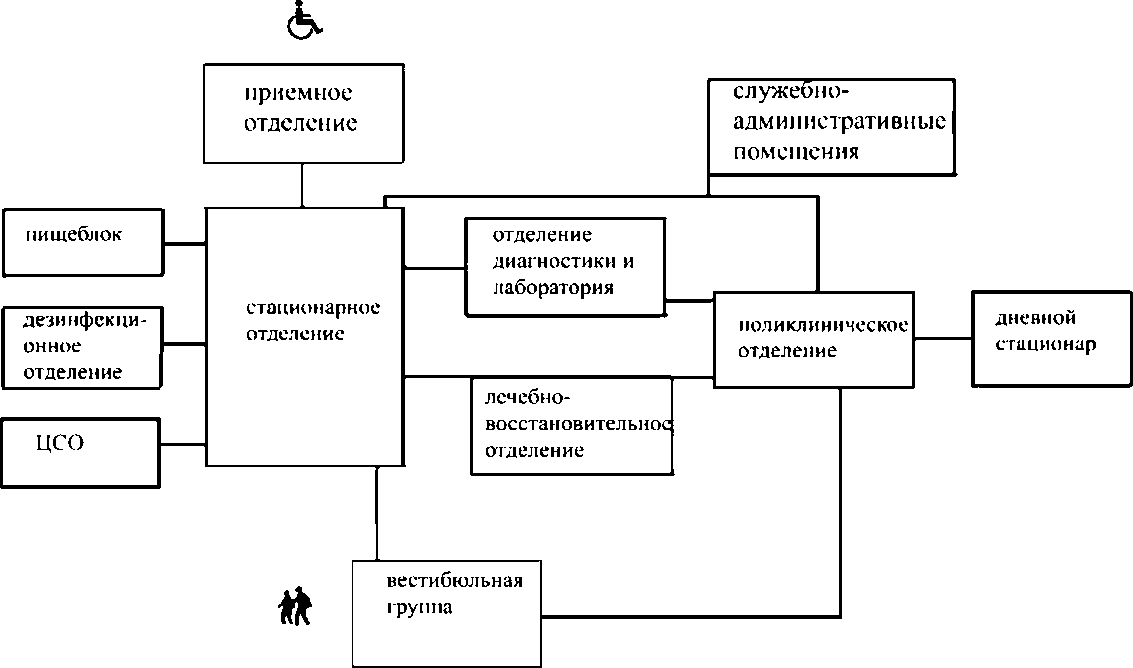 приемное
отделение
служебно-
административные
помещения
пищеблок
отделение
диагностики и
лаборатория
стационарное
отделение
дезинфекци-
онное
отделение
поликлиническое
отделение
дневной
стационар
лечебно-
восстановительное
отделение
ЦСО
вестибюльная
группа